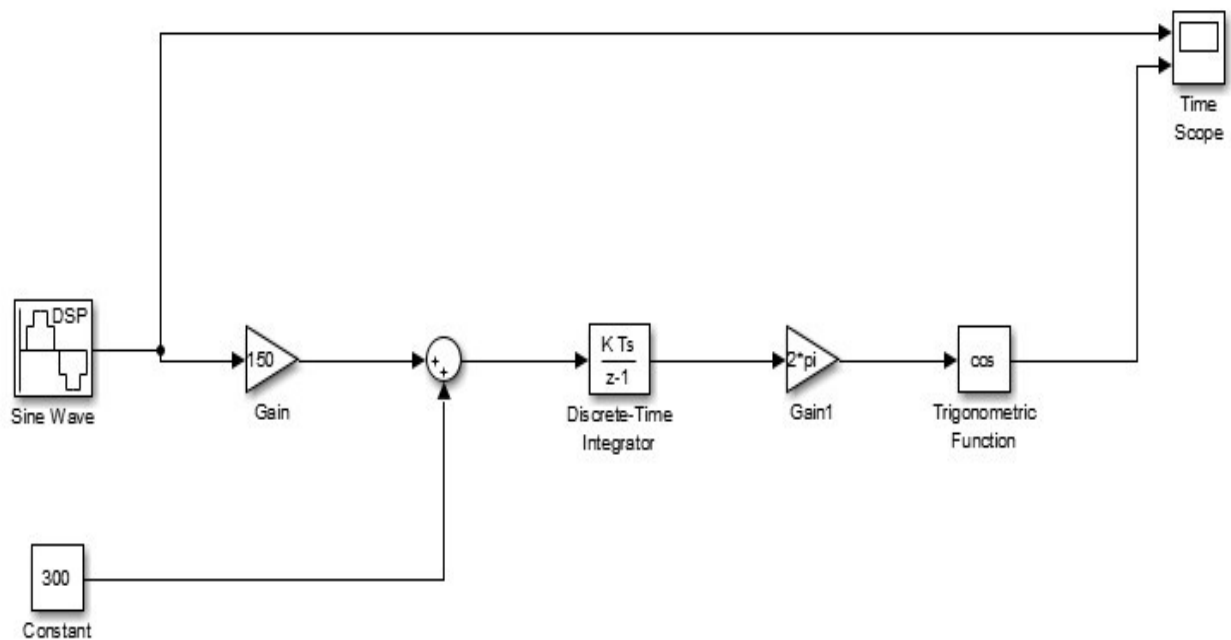 Time
Scope
DSP
Sine Wave
150
Gain
+
+
K Ts
z-1
Discrete-Time
Integrator
2*pi
Gain1
cos
Trigonometric
Function
300
Constant